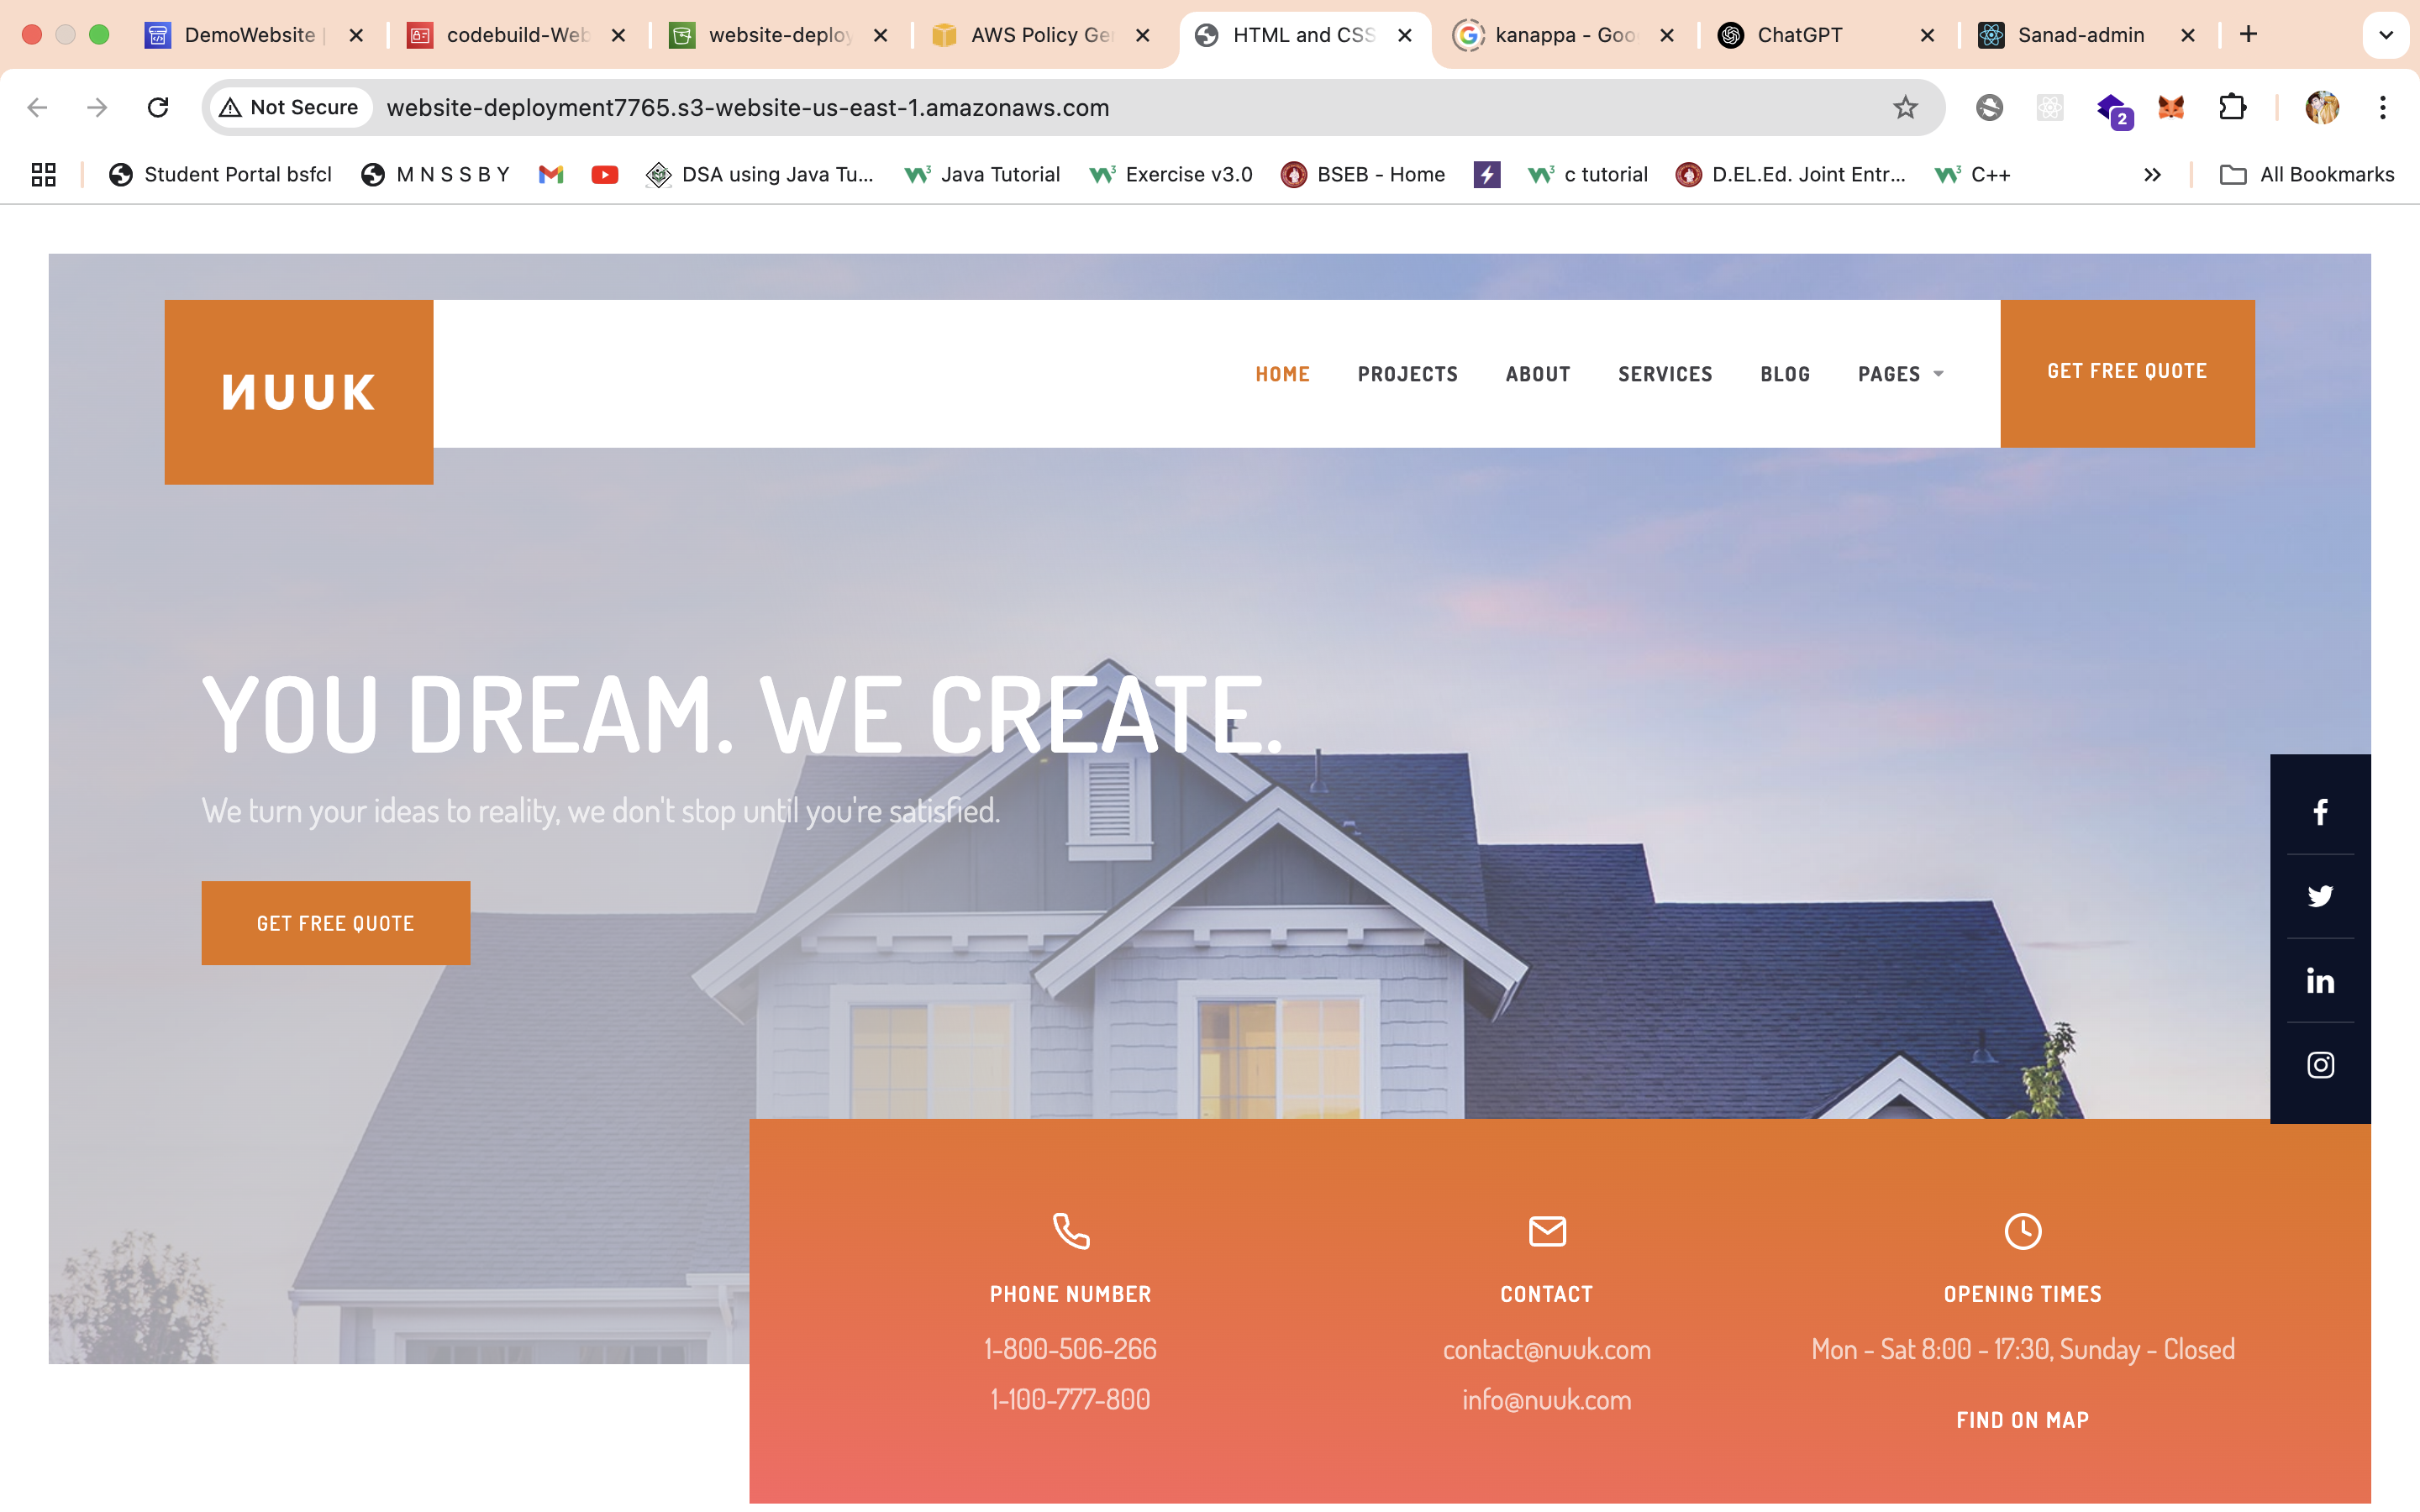 DemoWebsite |
codebuild-Web
website-deploy
AWS Policy Gen
HTML and CSS
kanappa - Goo
ChatGPT
Sanad-admin
Not Secure
website-deployment7765.s3-website-us-east-1.amazonaws.com
2
Student Portal bsfcl
M N S S B Y
DSA using Java Tu...
Java Tutorial
Exercise v3.0
BSEB - Home
c tutorial
D.EL.Ed. Joint Entr...
C++
All Bookmarks
NUUK
HOME
PROJECTS
ABOUT
SERVICES
BLOG
PAGES
GET FREE QUOTE
YOU DREAM. WE CREATE.
We turn your ideas to reality, we don't stop until you're satisfied.
GET FREE QUOTE
PHONE NUMBER
1-800-506-266
1-100-777-800
CONTACT
contact@nuuk.com
info@nuuk.com
OPENING TIMES
Mon - Sat 8:00 - 17:30, Sunday - Closed
FIND ON MAP